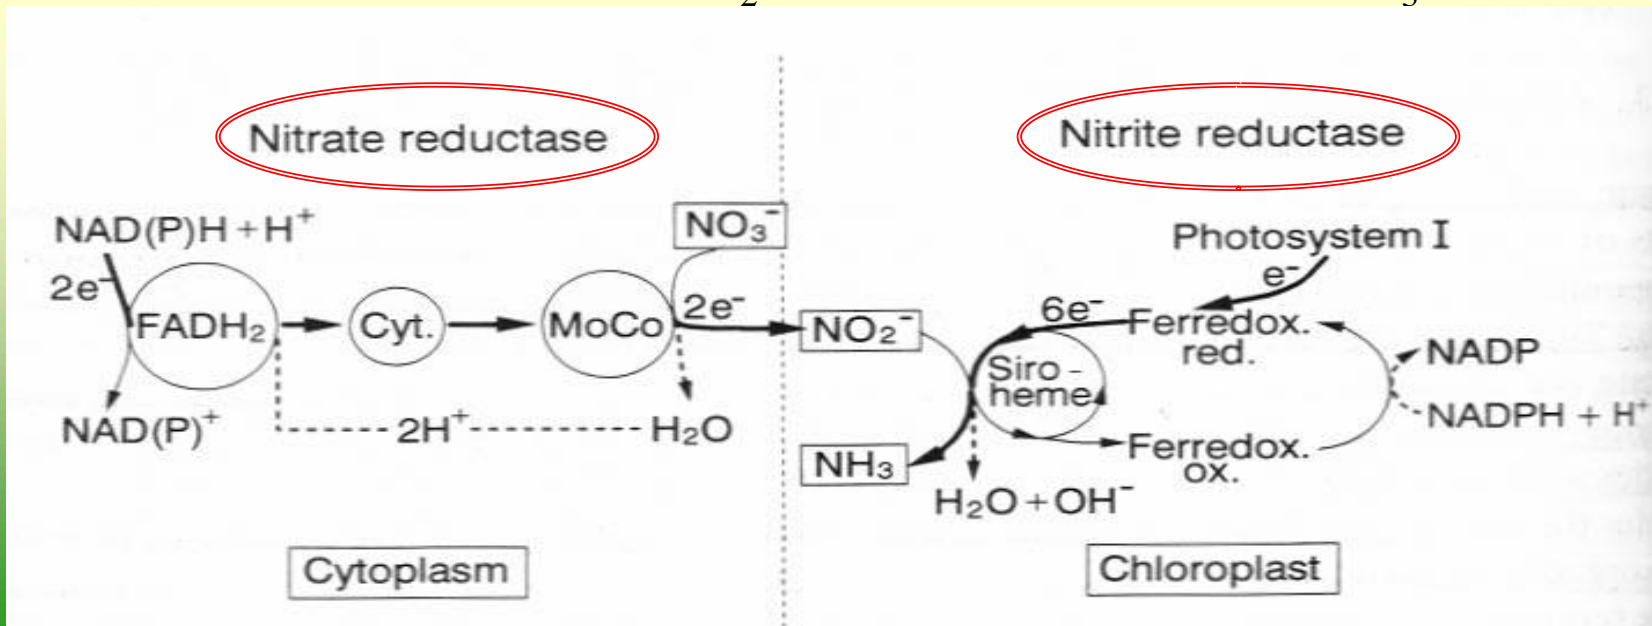 Nitrate reductase
NAD(P)H + H⁺
NO₃⁻
2e⁻
FADH₂
Cyt.
MoCo
2e⁻
NAD(P)⁺
2H⁺
H₂O
Cytoplasm
Nitrite reductase
Photosystem I
e⁻
6e⁻
NO₂⁻
Ferredox.
red.
Siro-
heme
NADP
NADPH + H⁺
NH₃
Ferredox.
ox.
H₂O + OH⁻
Chloroplast